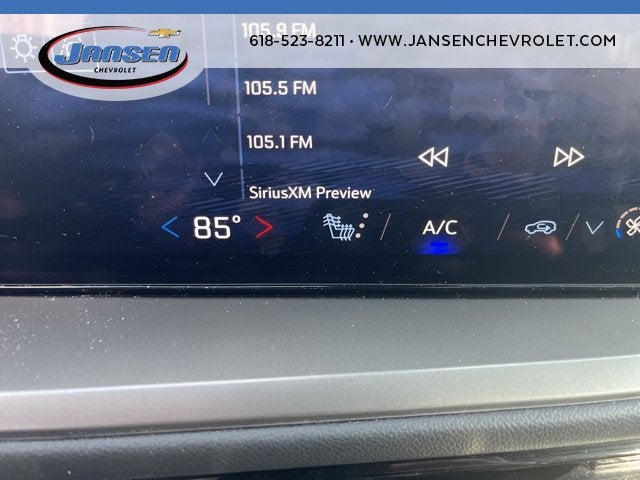 105.9 FM
JANSEN
CHEVROLET
618-523-8211 • WWW.JANSENCHEVROLET.COM
105.5 FM
105.1 FM
SiriusXM Preview
85°
A/C